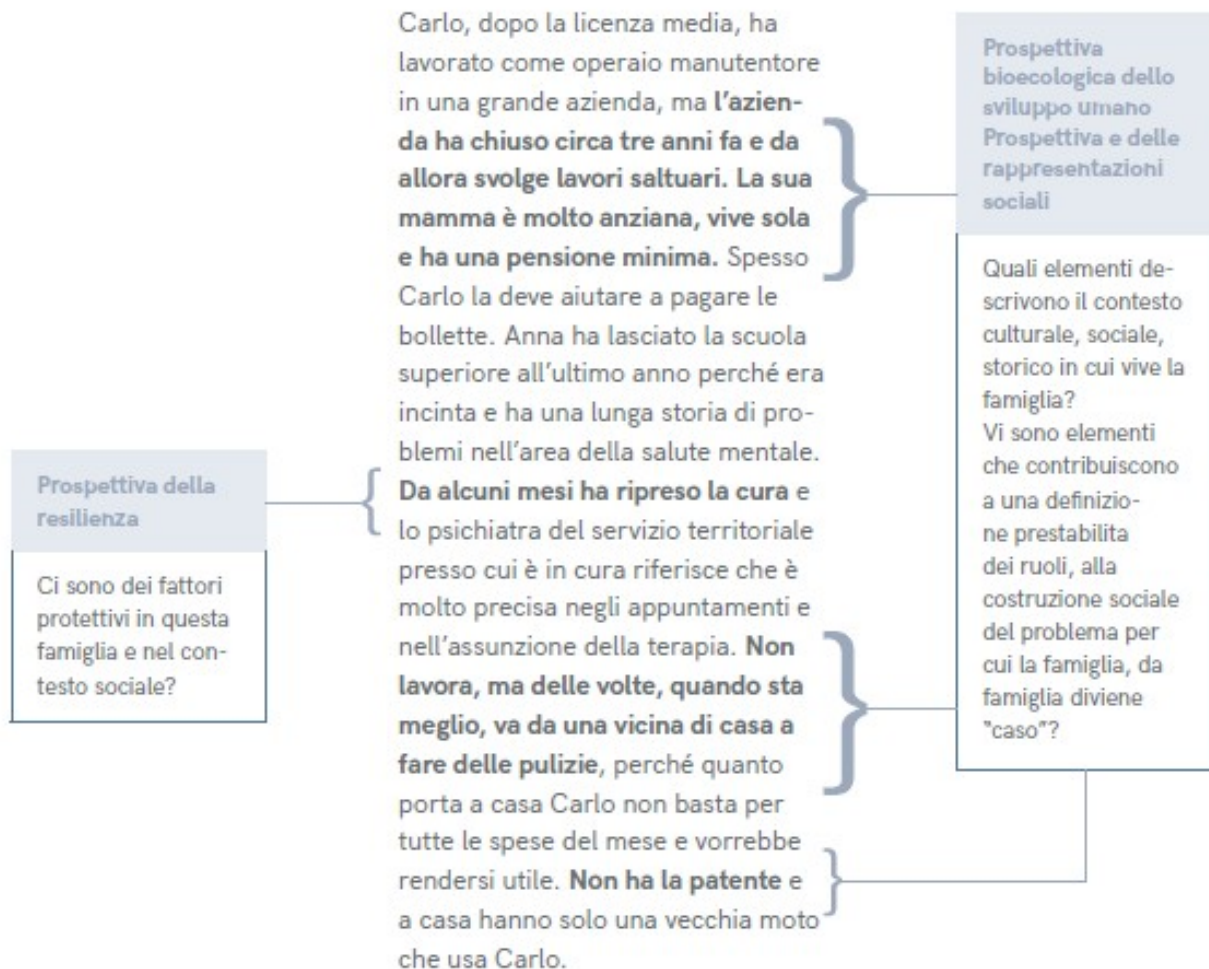 Carlo, dopo la licenza media, ha
lavorato come operaio manutentore
in una grande azienda, ma l'azien-
da ha chiuso circa tre anni fa e da
allora svolge lavori saltuari. La sua
mamma è molto anziana, vive sola
e ha una pensione minima. Spesso
Carlo la deve aiutare a pagare le
bollette. Anna ha lasciato la scuola
superiore all'ultimo anno perché era
incinta e ha una lunga storia di pro-
blemi nell'area della salute mentale.
Da alcuni mesi ha ripreso la cura e
lo psichiatra del servizio territoriale
presso cui è in cura riferisce che è
molto precisa negli appuntamenti e
nell'assunzione della terapia. Non
lavora, ma delle volte, quando sta
meglio, va da una vicina di casa a
fare delle pulizie, perché quanto
porta a casa Carlo non basta per
tutte le spese del mese e vorrebbe
rendersi utile. Non ha la patente e
a casa hanno solo una vecchia moto
che usa Carlo.
Prospettiva della
resilienza
Ci sono dei fattori
protettivi in questa
famiglia e nel con-
testo sociale?
Prospettiva
bioecologica dello
sviluppo umano
Prospettiva e delle
rappresentazioni
sociali
Quali elementi de-
scrivono il contesto
culturale, sociale,
storico in cui vive la
famiglia?
Vi sono elementi
che contribuiscono
a una definizio-
ne prestabilita
dei ruoli, alla
costruzione sociale
del problema per
cui la famiglia, da
famiglia diviene
"caso"?